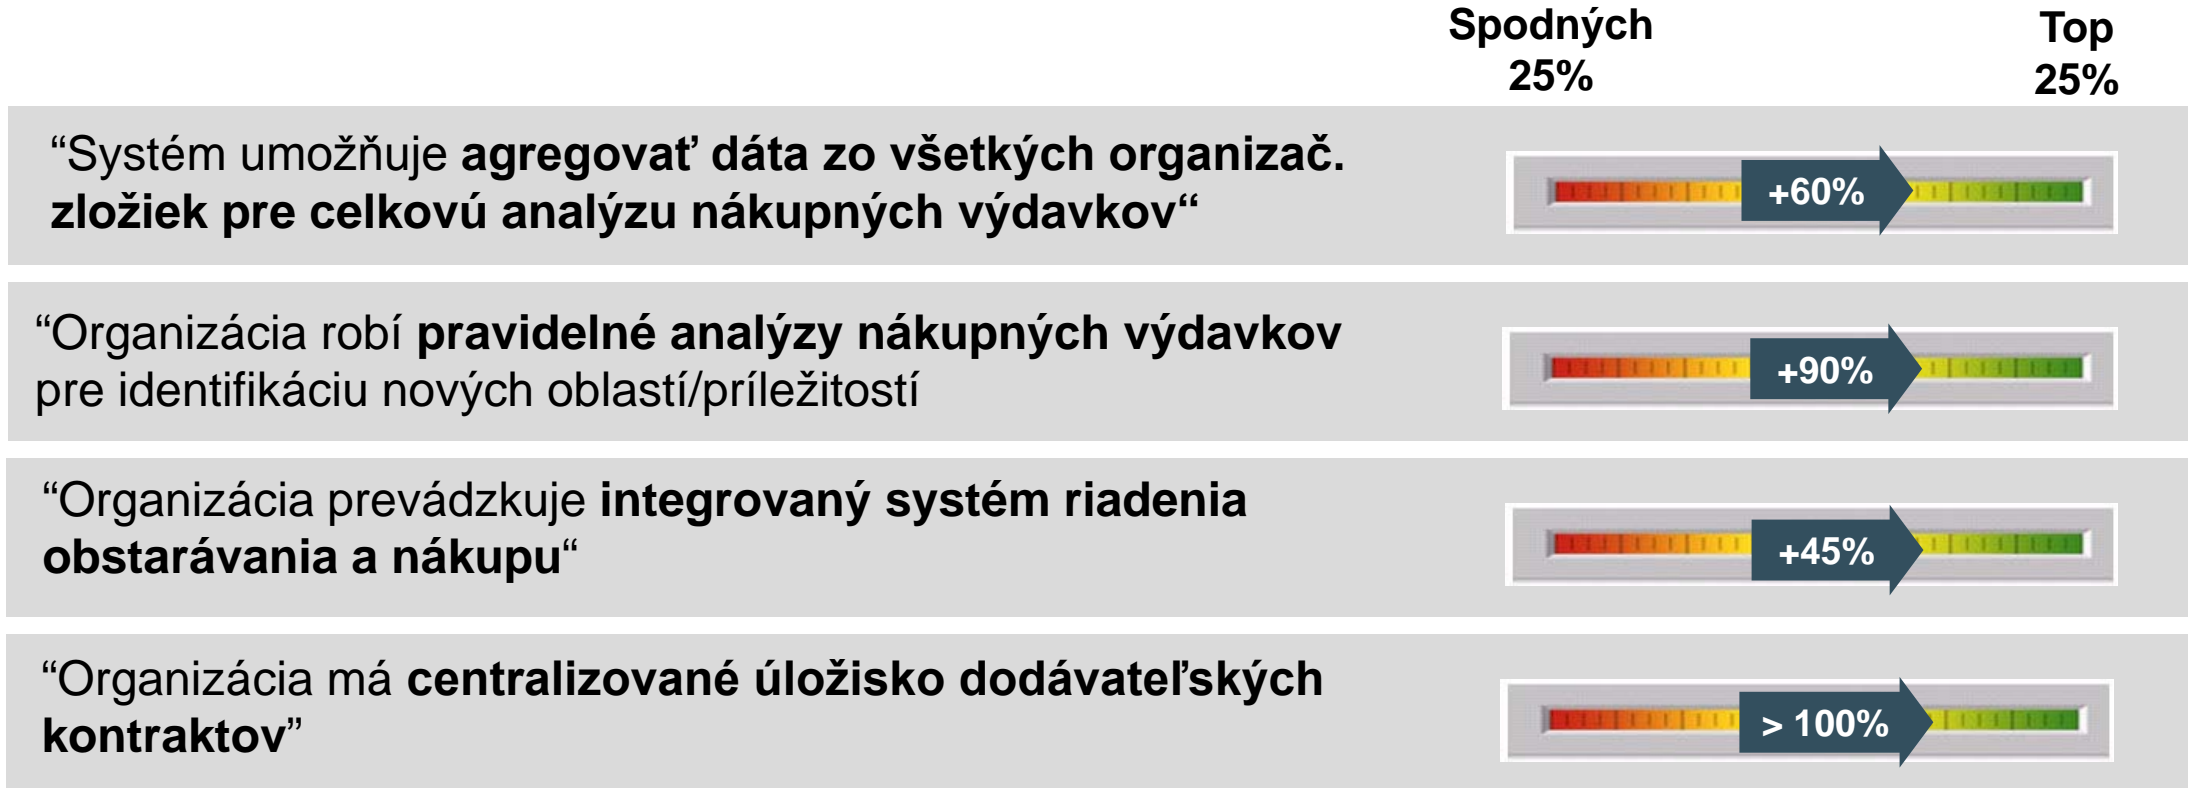 Spodných
25%
Top
25%
“Systém umožňuje agregovať dáta zo všetkých organizač.
zložiek pre celkovú analýzu nákupných výdavkov“
+60%
“Organizácia robí pravidelné analýzy nákupných výdavkov
pre identifikáciu nových oblastí/príležitostí
+90%
“Organizácia prevádzkuje integrovaný systém riadenia
obstarávania a nákupu“
+45%
“Organizácia má centralizované úložisko dodávateľských
kontraktov”
> 100%